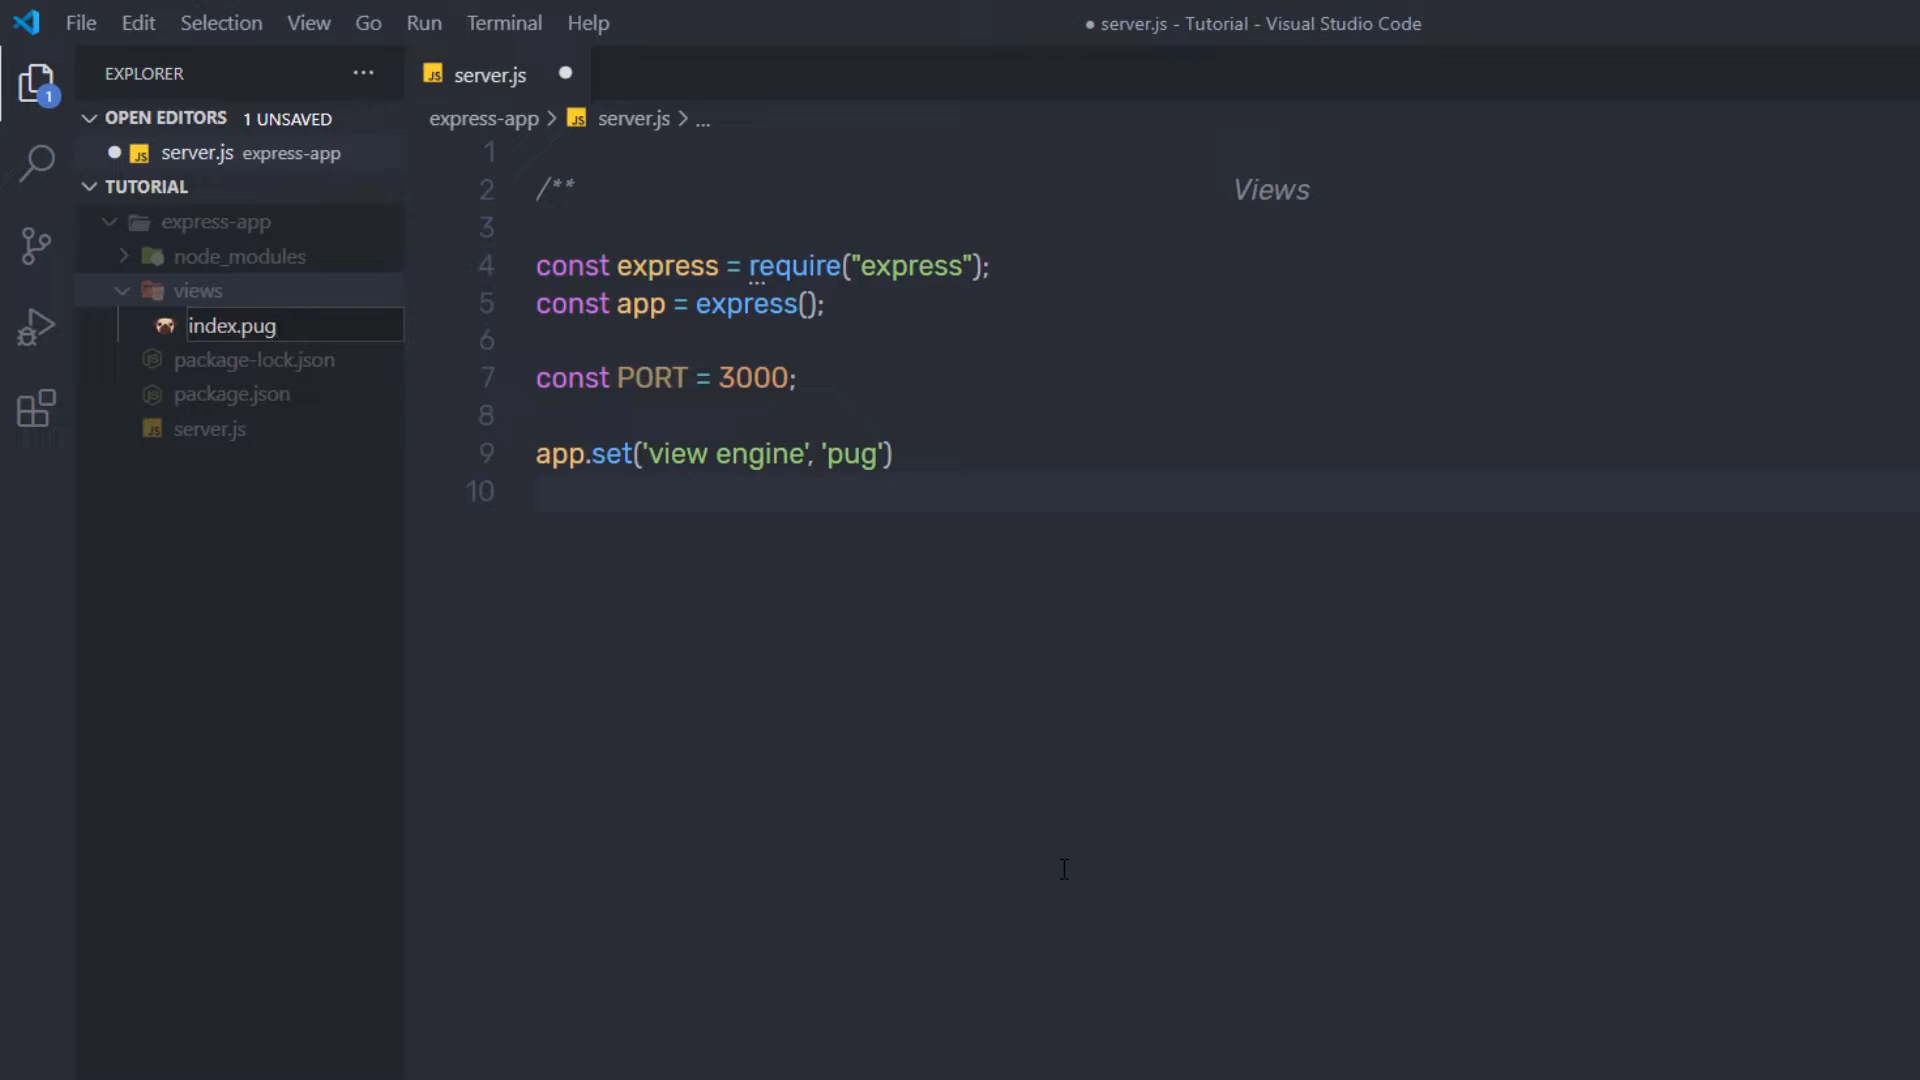 File Edit Selection View Go Run Terminal Help
● server.js - Tutorial - Visual Studio Code
EXPLORER ...
1
OPEN EDITORS 1 UNSAVED
server.js express-app
TUTORIAL
express-app
node_modules
views
index.pug
package-lock.json
package.json
server.js
JS server.js
express-app > JS server.js > ...
1
2 /** Views
3
4 const express = require("express");
5 const app = express();
6
7 const PORT = 3000;
8
9 app.set('view engine', 'pug')
10